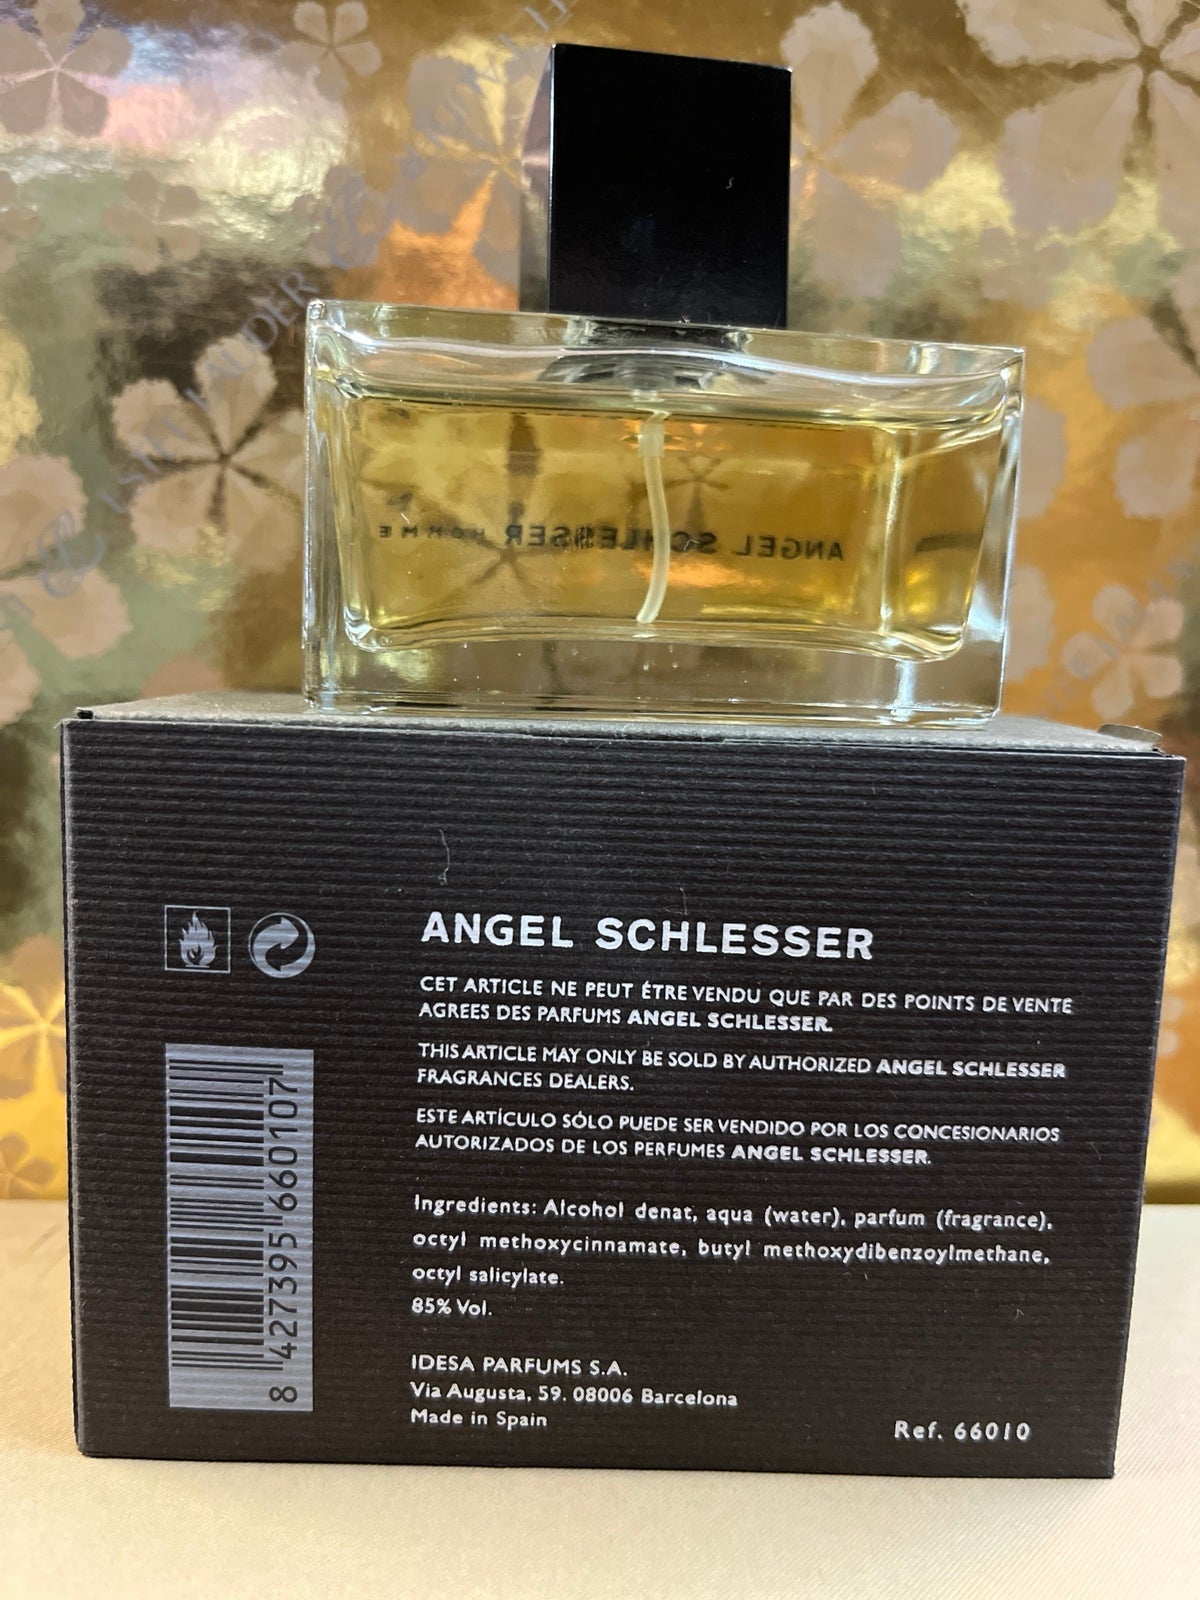 ESTĒE LAUDER
ANGEL SCHLESSER HOMME
ANGEL SCHLESSER
CET ARTICLE NE PEUT ÉTRE VENDU QUE PAR DES POINTS DE VENTE
AGREES DES PARFUMS ANGEL SCHLESSER.
THIS ARTICLE MAY ONLY BE SOLD BY AUTHORIZED ANGEL SCHLESSER
FRAGRANCES DEALERS.
ESTE ARTÍCULO SÓLO PUEDE SER VENDIDO POR LOS CONCESIONARIOS
AUTORIZADOS DE LOS PERFUMES ANGEL SCHLESSER.
Ingredients: Alcohol denat, aqua (water), parfum (fragrance),
octyl methoxycinnamate, butyl methoxydibenzoylmethane,
octyl salicylate.
85% Vol.
IDESA PARFUMS S.A.
Via Augusta, 59. 08006 Barcelona
Made in Spain
Ref. 66010
8 427395 660107